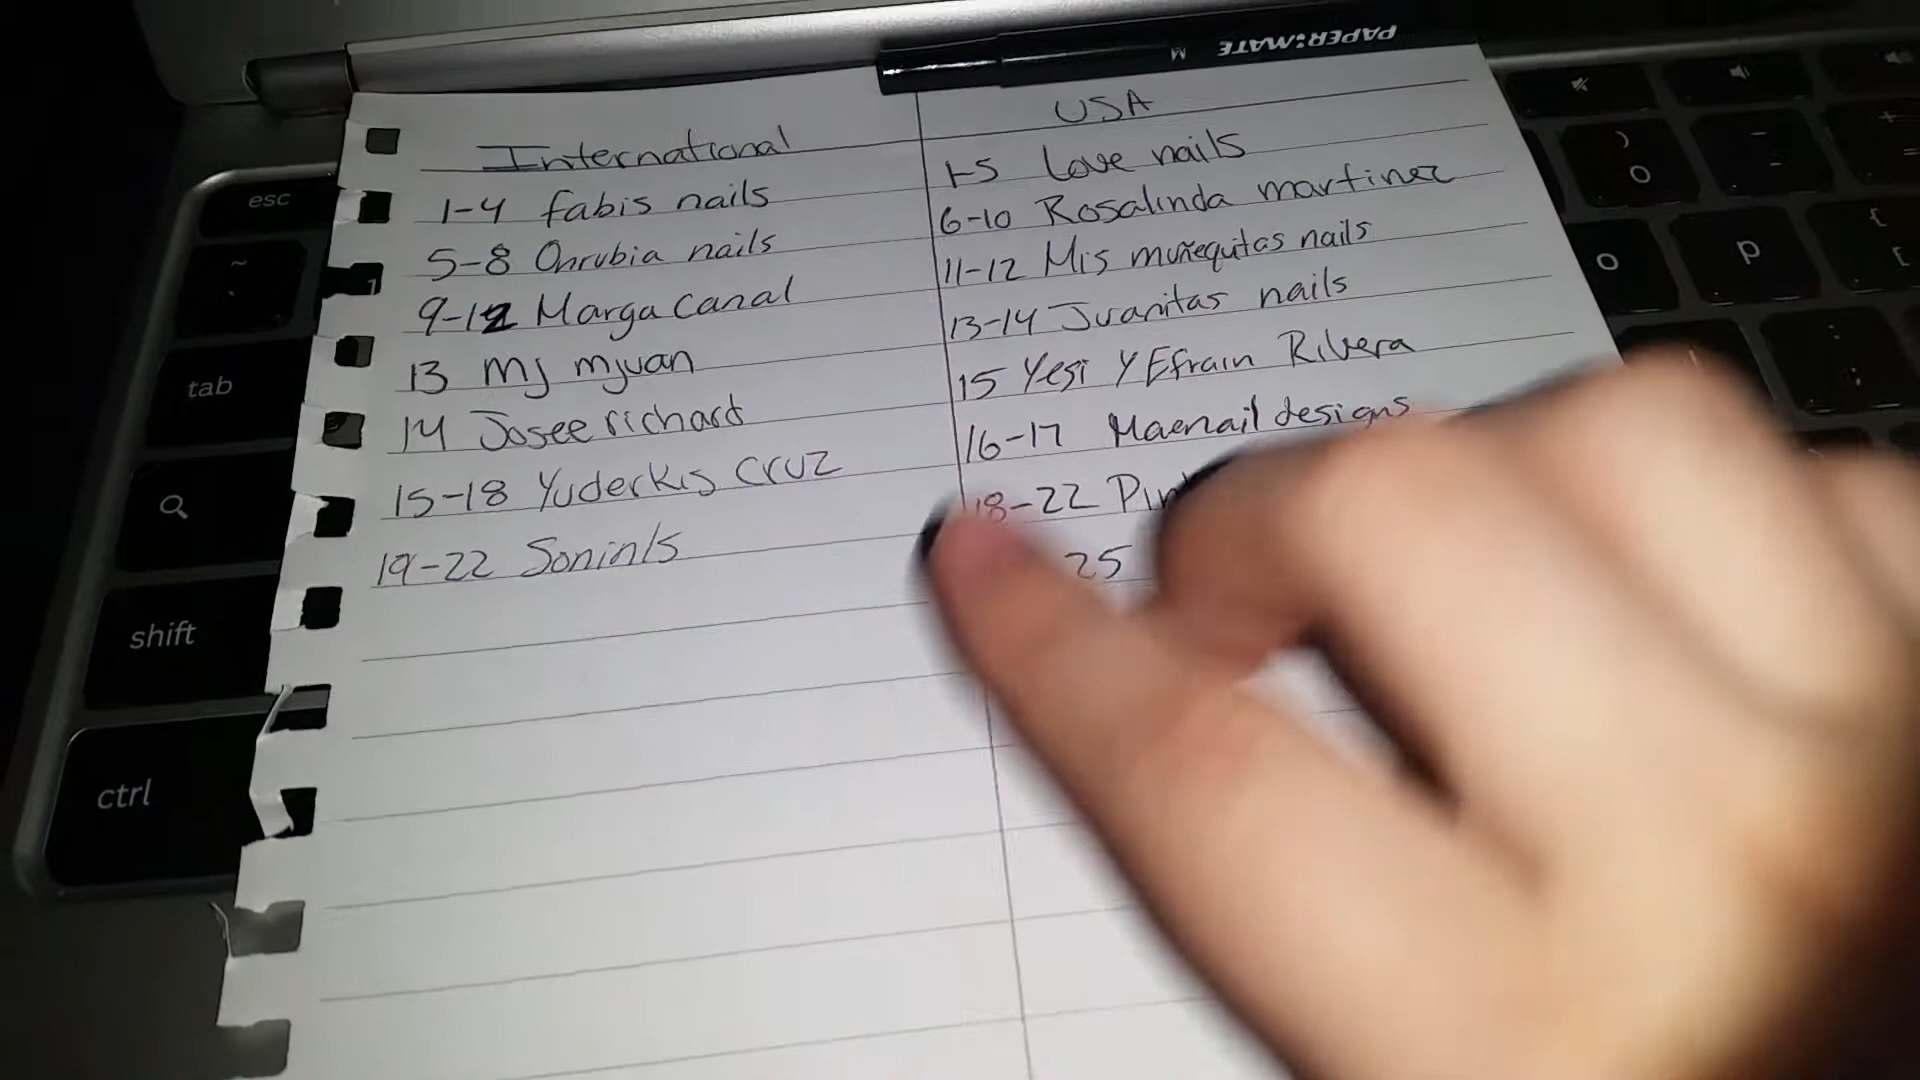 PAPER:MATE M
International
1-4 fabis nails
5-8 Onrubia nails
9-12 Marga Canal
13 Mj mjuan
14 Josee richard
15-18 Yuderkis Cruz
19-22 Soninls
USA
1-5 Love nails
6-10 Rosalinda martinez
11-12 Mis muñequitas nails
13-14 Juanitas nails
15 Yesi Y Efrain Rivera
16-17 Maenail designs
18-22
25
esc
~
tab
shift
ctrl
)
0
-
+
=
o
p
{
[
:
;